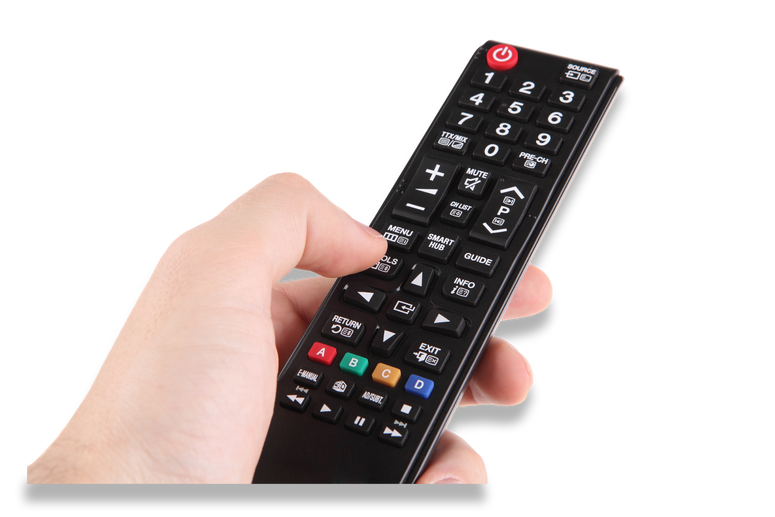 SOURCE
1 2 3
4 5 6
7 8 9
TTX/MIX 0 PRE-CH
+ MUTE
CH LIST P
−
MENU SMART
HUB GUIDE
OLS INFO
i
RETURN EXIT
A B C D
E-MANUAL AD/SUBT.